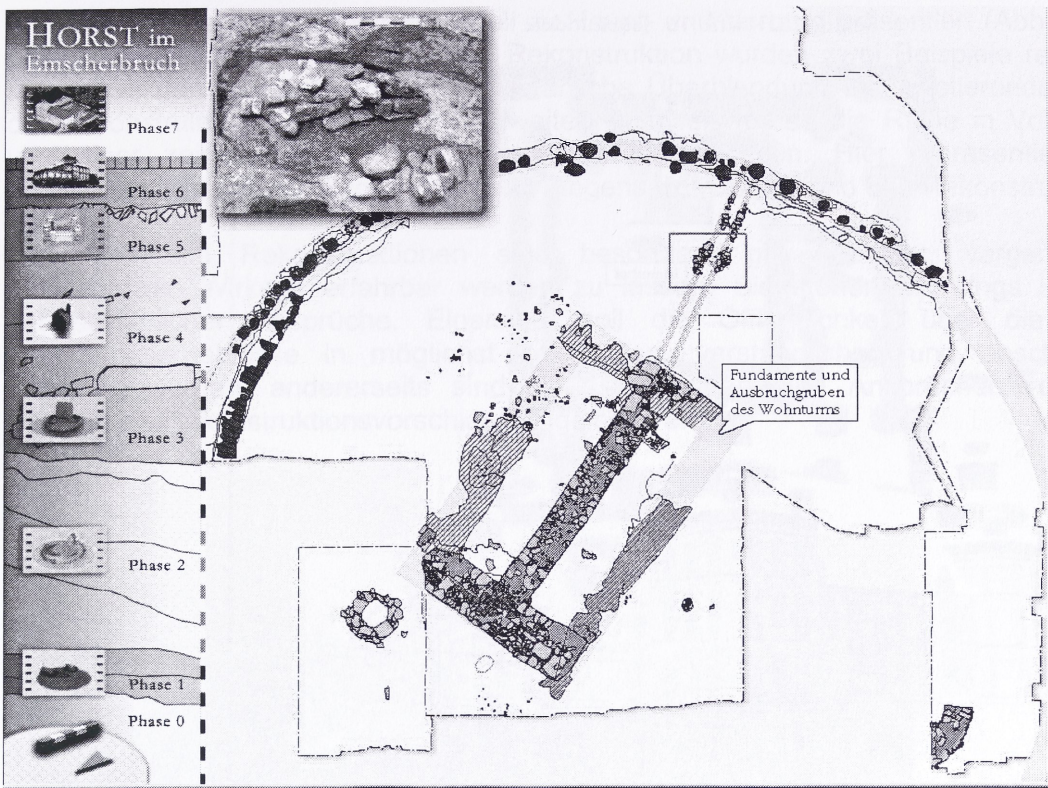 HORST im
Emscherbruch
Phase7
Phase 6
Phase 5
Phase 4
Phase 3
Phase 2
Phase 1
Phase 0
Fundamente und
Ausbruchgruben
des Wohnturms